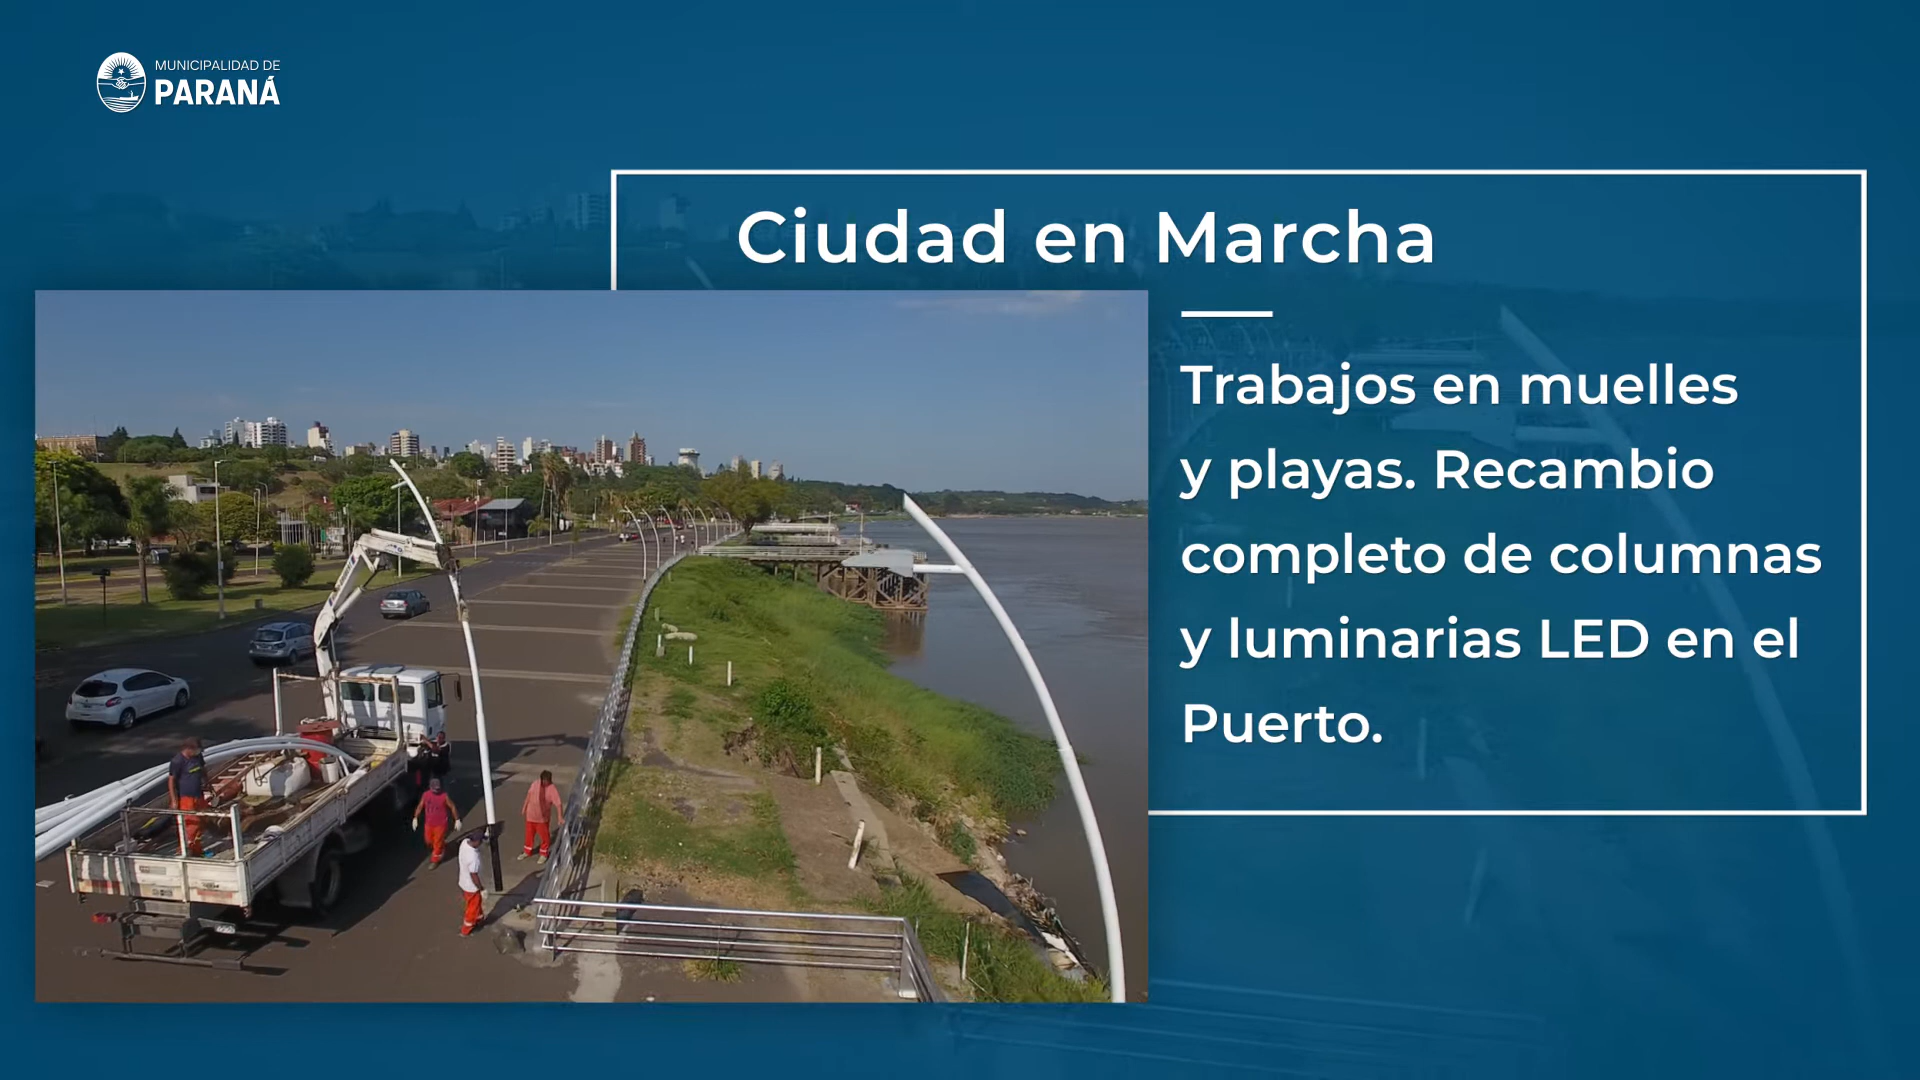 MUNICIPALIDAD DE
PARANÁ
Ciudad en Marcha
Trabajos en muelles
y playas. Recambio
completo de columnas
y luminarias LED en el
Puerto.